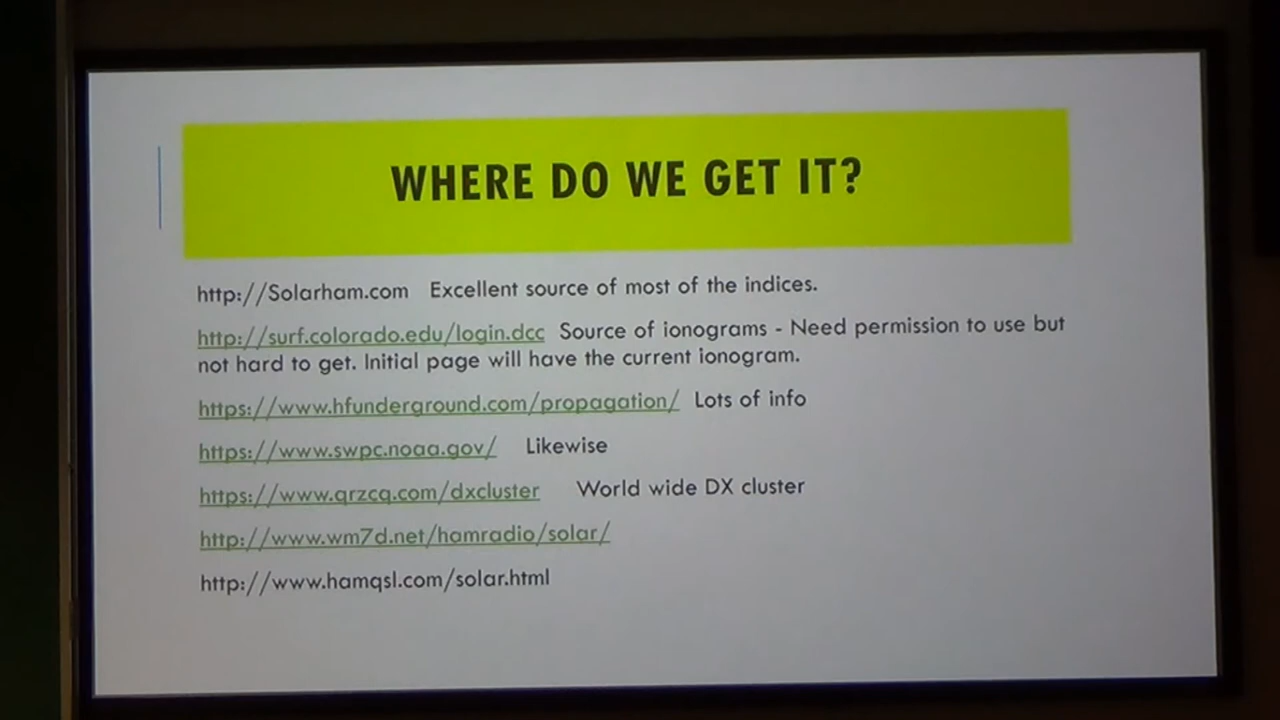 WHERE DO WE GET IT?
http://Solarham.com Excellent source of most of the indices.
http://surf.colorado.edu/login.dcc Source of ionograms - Need permission to use but
not hard to get. Initial page will have the current ionogram.
https://www.hfunderground.com/propagation/ Lots of info
https://www.swpc.noaa.gov/ Likewise
https://www.qrzcq.com/dxcluster World wide DX cluster
http://www.wm7d.net/hamradio/solar/
http://www.hamqsl.com/solar.html